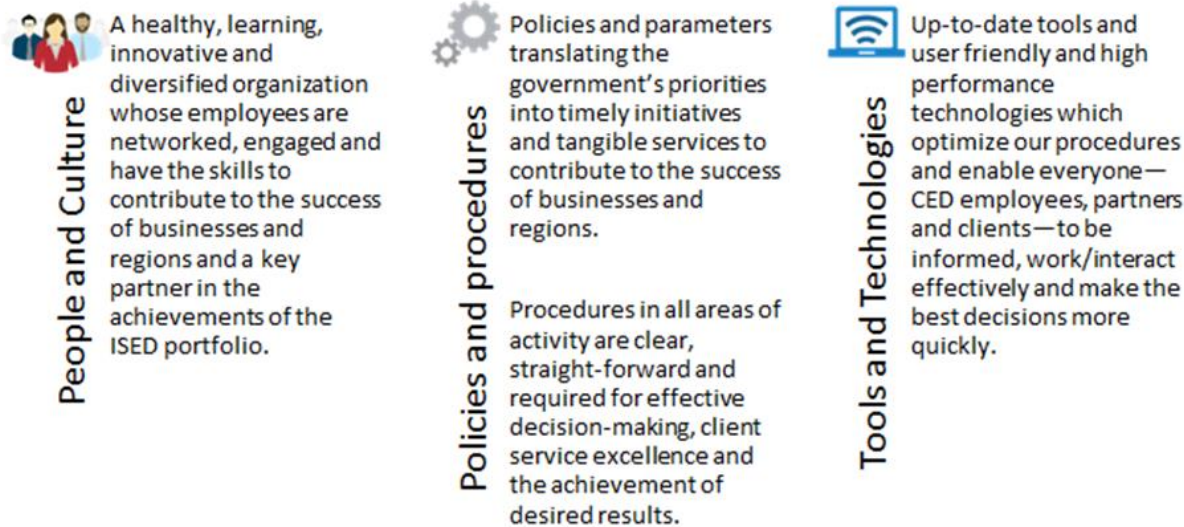 People and Culture
A healthy, learning,
innovative and
diversified organization
whose employees are
networked, engaged and
have the skills to
contribute to the success
of businesses and
regions and a key
partner in the
achievements of the
ISED portfolio.
Policies and procedures
Policies and parameters
translating the
government's priorities
into timely initiatives
and tangible services to
contribute to the success
of businesses and
regions.
Procedures in all areas of
activity are clear,
straight-forward and
required for effective
decision-making, client
service excellence and
the achievement of
desired results.
Tools and Technologies
Up-to-date tools and
user friendly and high
performance
technologies which
optimize our procedures
and enable everyone—
CED employees, partners
and clients—to be
informed, work/interact
effectively and make the
best decisions more
quickly.